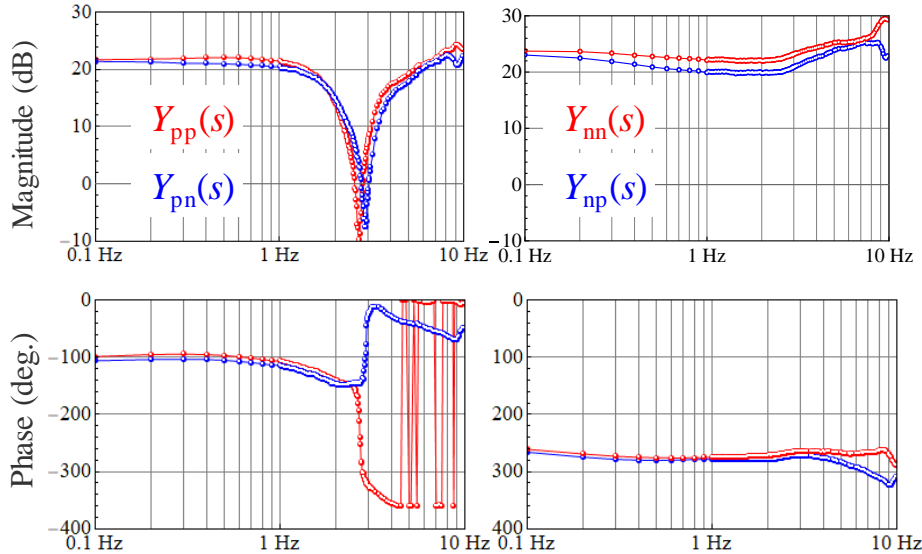 Magnitude (dB)
30
20
10
0
−10
0.1 Hz
1 Hz
10 Hz
Ypp(s)
Ypn(s)
30
20
10
0
−10
0.1 Hz
1 Hz
10 Hz
Ynn(s)
Ynp(s)
Phase (deg.)
0
−100
−200
−300
−400
0.1 Hz
1 Hz
10 Hz
0
100
200
300
400
0.1 Hz
1 Hz
10 Hz